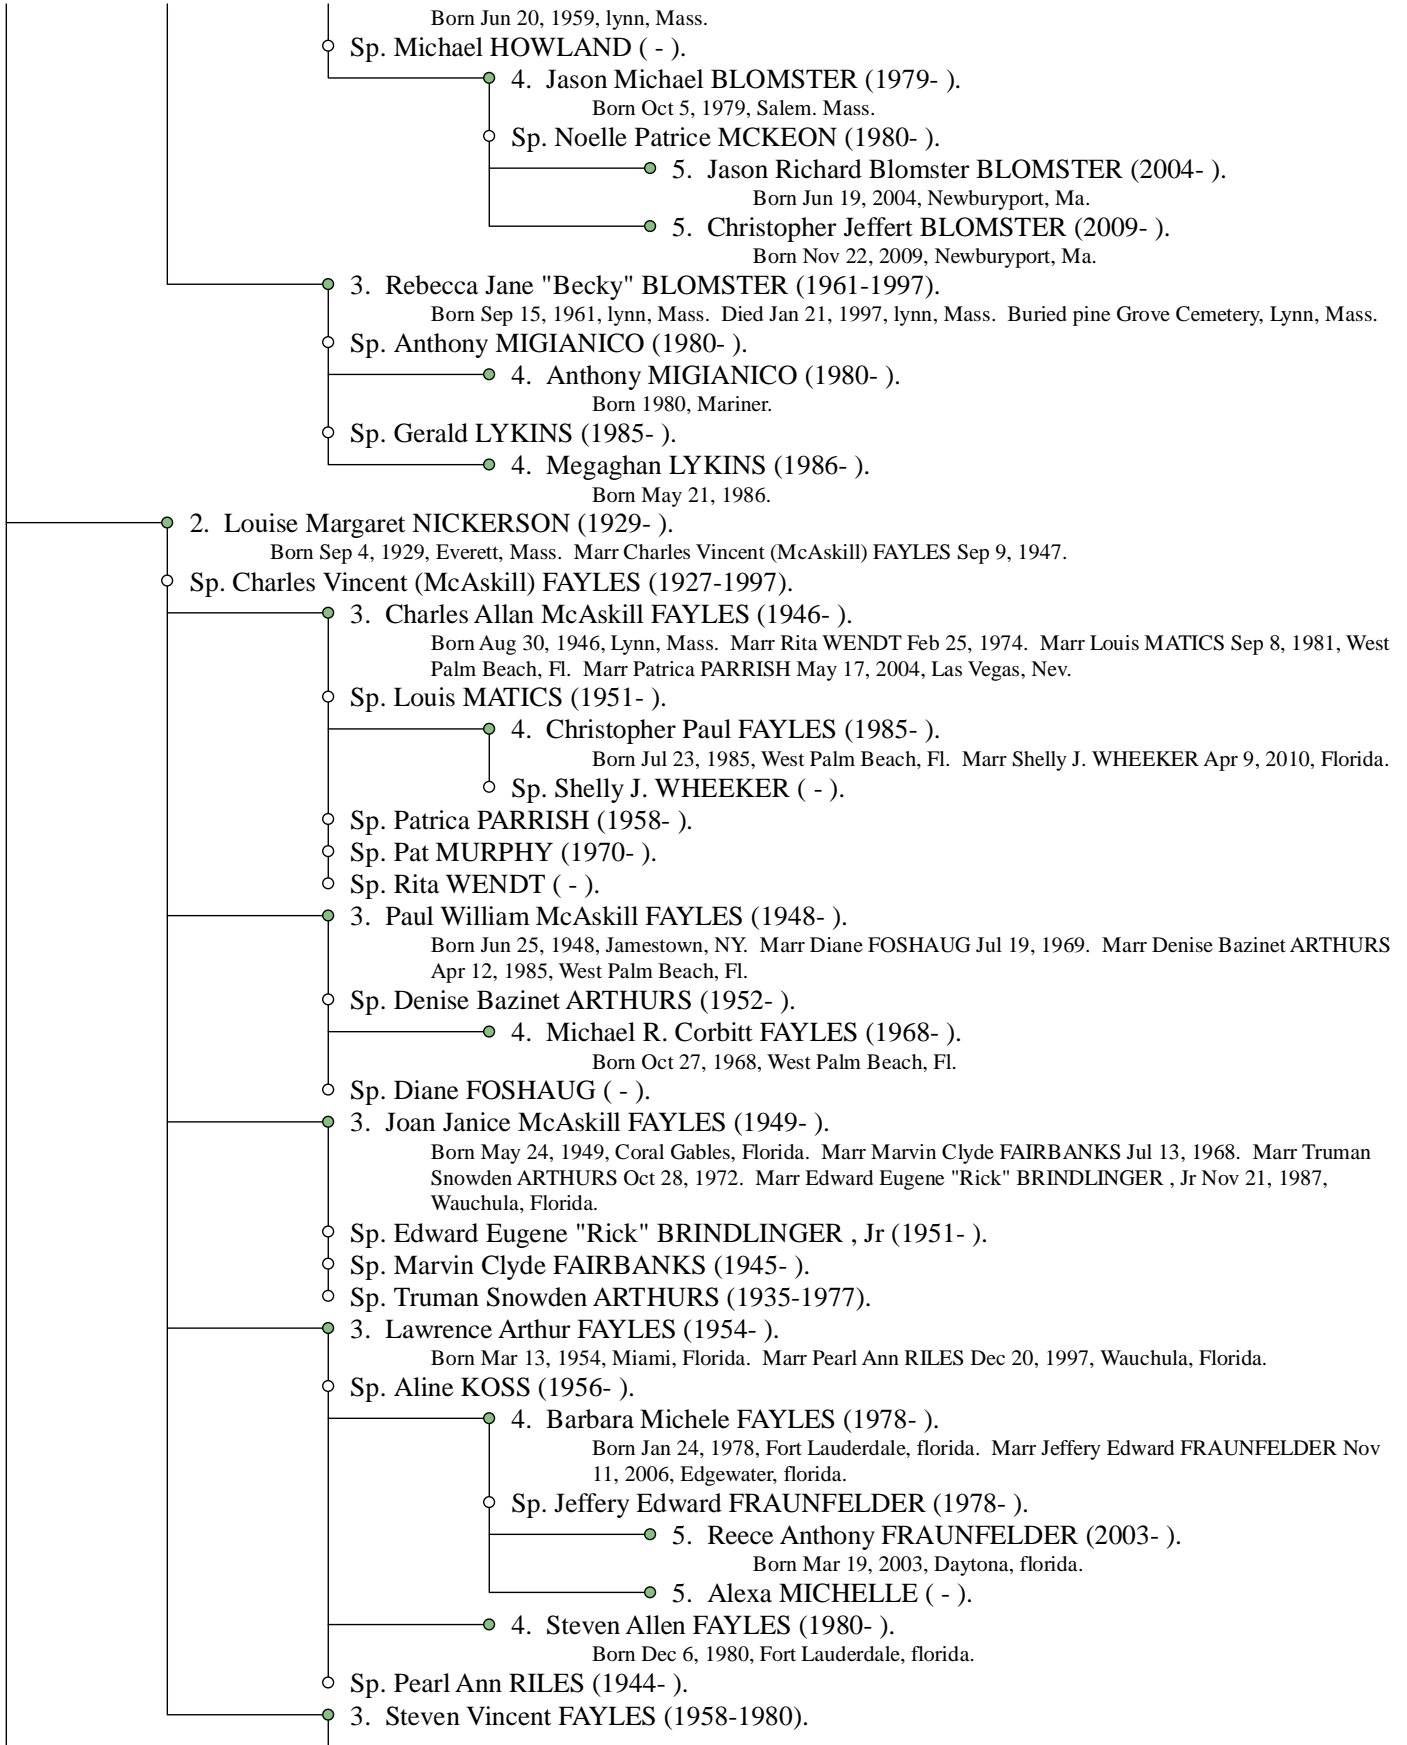 Born Jun 20, 1959, lynn, Mass.
Sp. Michael HOWLAND ( - ).
4. Jason Michael BLOMSTER (1979- ).
Born Oct 5, 1979, Salem. Mass.
Sp. Noelle Patrice MCKEON (1980- ).
5. Jason Richard Blomster BLOMSTER (2004- ).
Born Jun 19, 2004, Newburyport, Ma.
5. Christopher Jeffert BLOMSTER (2009- ).
Born Nov 22, 2009, Newburyport, Ma.
3. Rebecca Jane "Becky" BLOMSTER (1961-1997).
Born Sep 15, 1961, lynn, Mass. Died Jan 21, 1997, lynn, Mass. Buried pine Grove Cemetery, Lynn, Mass.
Sp. Anthony MIGIANICO (1980- ).
4. Anthony MIGIANICO (1980- ).
Born 1980, Mariner.
Sp. Gerald LYKINS (1985- ).
4. Megaghan LYKINS (1986- ).
Born May 21, 1986.
2. Louise Margaret NICKERSON (1929- ).
Born Sep 4, 1929, Everett, Mass. Marr Charles Vincent (McAskill) FAYLES Sep 9, 1947.
Sp. Charles Vincent (McAskill) FAYLES (1927-1997).
3. Charles Allan McAskill FAYLES (1946- ).
Born Aug 30, 1946, Lynn, Mass. Marr Rita WENDT Feb 25, 1974. Marr Louis MATICS Sep 8, 1981, West
Palm Beach, Fl. Marr Patrica PARRISH May 17, 2004, Las Vegas, Nev.
Sp. Louis MATICS (1951- ).
4. Christopher Paul FAYLES (1985- ).
Born Jul 23, 1985, West Palm Beach, Fl. Marr Shelly J. WHEEKER Apr 9, 2010, Florida.
Sp. Shelly J. WHEEKER ( - ).
Sp. Patrica PARRISH (1958- ).
Sp. Pat MURPHY (1970- ).
Sp. Rita WENDT ( - ).
3. Paul William McAskill FAYLES (1948- ).
Born Jun 25, 1948, Jamestown, NY. Marr Diane FOSHAUG Jul 19, 1969. Marr Denise Bazinet ARTHURS
Apr 12, 1985, West Palm Beach, Fl.
Sp. Denise Bazinet ARTHURS (1952- ).
4. Michael R. Corbitt FAYLES (1968- ).
Born Oct 27, 1968, West Palm Beach, Fl.
Sp. Diane FOSHAUG ( - ).
3. Joan Janice McAskill FAYLES (1949- ).
Born May 24, 1949, Coral Gables, Florida. Marr Marvin Clyde FAIRBANKS Jul 13, 1968. Marr Truman
Snowden ARTHURS Oct 28, 1972. Marr Edward Eugene "Rick" BRINDLINGER , Jr Nov 21, 1987,
Wauchula, Florida.
Sp. Edward Eugene "Rick" BRINDLINGER , Jr (1951- ).
Sp. Marvin Clyde FAIRBANKS (1945- ).
Sp. Truman Snowden ARTHURS (1935-1977).
3. Lawrence Arthur FAYLES (1954- ).
Born Mar 13, 1954, Miami, Florida. Marr Pearl Ann RILES Dec 20, 1997, Wauchula, Florida.
Sp. Aline KOSS (1956- ).
4. Barbara Michele FAYLES (1978- ).
Born Jan 24, 1978, Fort Lauderdale, florida. Marr Jeffery Edward FRAUNFELDER Nov
11, 2006, Edgewater, florida.
Sp. Jeffery Edward FRAUNFELDER (1978- ).
5. Reece Anthony FRAUNFELDER (2003- ).
Born Mar 19, 2003, Daytona, florida.
5. Alexa MICHELLE ( - ).
4. Steven Allen FAYLES (1980- ).
Born Dec 6, 1980, Fort Lauderdale, florida.
Sp. Pearl Ann RILES (1944- ).
3. Steven Vincent FAYLES (1958-1980).